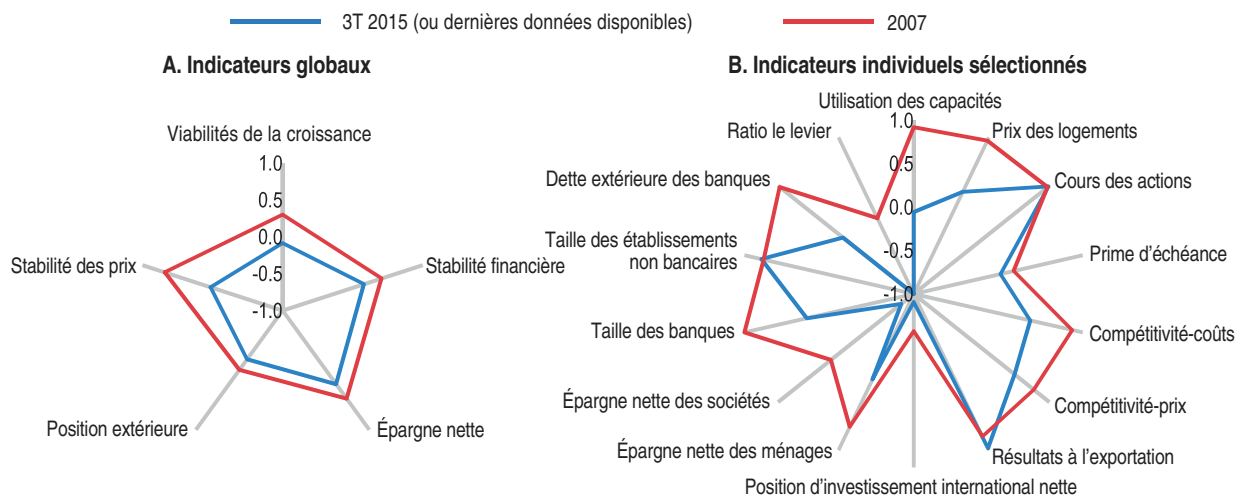 3T 2015 (ou dernières données disponibles)
2007
A. Indicateurs globaux
Viabilités de la croissance
1.0
0.5
0.0
-0.5
-1.0
Stabilité des prix
Stabilité financière
Position extérieure
Épargne nette
B. Indicateurs individuels sélectionnés
Utilisation des capacités
1.0
0.5
0.0
-0.5
-1.0
Ratio le levier
Prix des logements
Dette extérieure des banques
Cours des actions
Taille des établissements
non bancaires
Prime d’échéance
Taille des banques
Compétitivité-coûts
Épargne nette des sociétés
Compétitivité-prix
Épargne nette des ménages
Résultats à l’exportation
Position d’investissement international nette